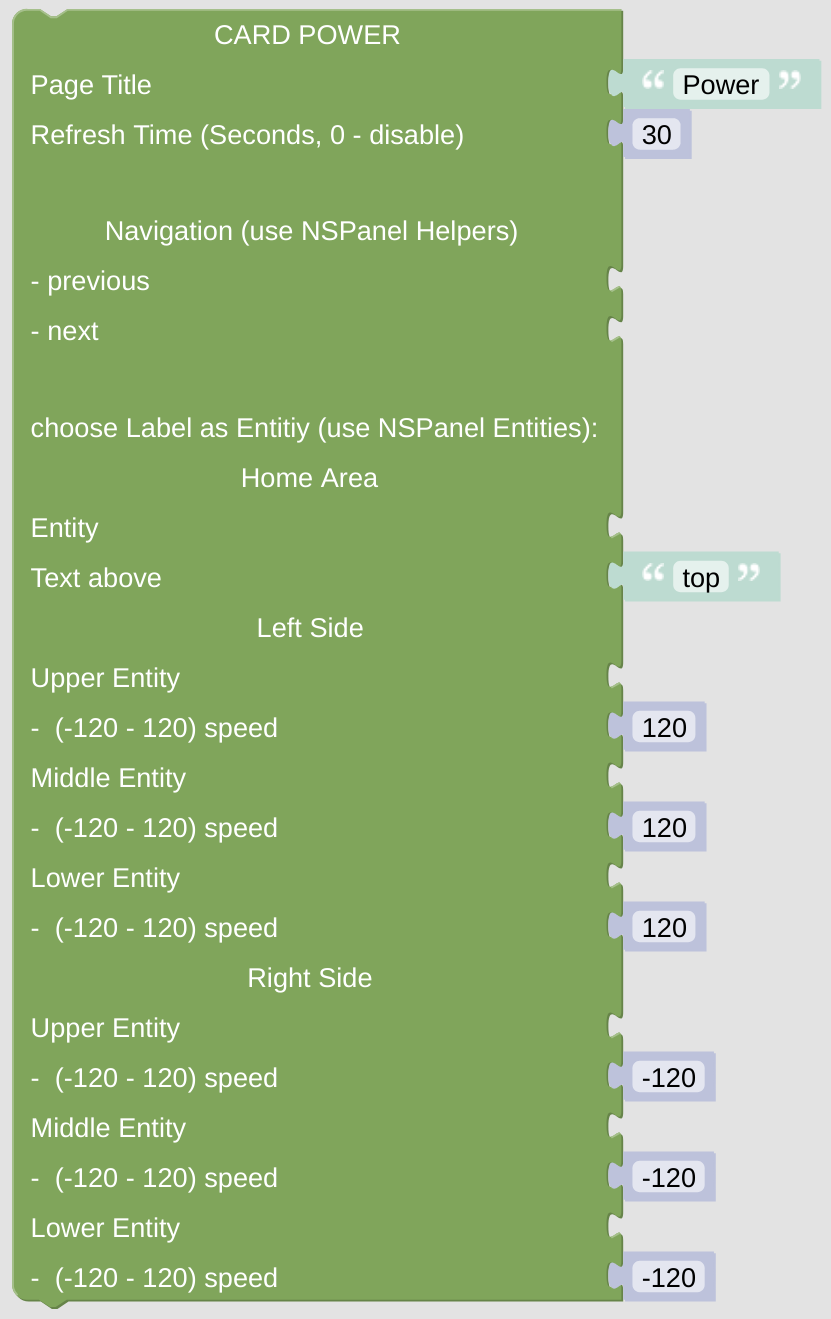 CARD POWER
Page Title “ Power ”
Refresh Time (Seconds, 0 - disable) 30
Navigation (use NSPanel Helpers)
- previous
- next
choose Label as Entitiy (use NSPanel Entities):
Home Area
Entity
Text above “ top ”
Left Side
Upper Entity
- (-120 - 120) speed 120
Middle Entity
- (-120 - 120) speed 120
Lower Entity
- (-120 - 120) speed 120
Right Side
Upper Entity
- (-120 - 120) speed -120
Middle Entity
- (-120 - 120) speed -120
Lower Entity
- (-120 - 120) speed -120